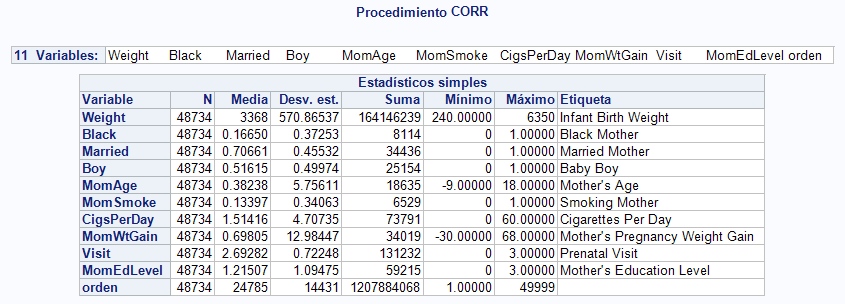 Procedimiento CORR
11 Variables: Weight Black Married Boy MomAge MomSmoke CigsPerDay MomWtGain Visit MomEdLevel orden
Estadísticos simples
Variable N Media Desv. est. Suma Mínimo Máximo Etiqueta
Weight 48734 3368 570.86537 164146239 240.00000 6350 Infant Birth Weight
Black 48734 0.16650 0.37253 8114 0 1.00000 Black Mother
Married 48734 0.70661 0.45532 34436 0 1.00000 Married Mother
Boy 48734 0.51615 0.49974 25154 0 1.00000 Baby Boy
MomAge 48734 0.38238 5.75611 18635 -9.00000 18.00000 Mother's Age
MomSmoke 48734 0.13397 0.34063 6529 0 1.00000 Smoking Mother
CigsPerDay 48734 1.51416 4.70735 73791 0 60.00000 Cigarettes Per Day
MomWtGain 48734 0.69805 12.98447 34019 -30.00000 68.00000 Mother's Pregnancy Weight Gain
Visit 48734 2.69282 0.72248 131232 0 3.00000 Prenatal Visit
MomEdLevel 48734 1.21507 1.09475 59215 0 3.00000 Mother's Education Level
orden 48734 24785 14431 1207884068 1.00000 49999